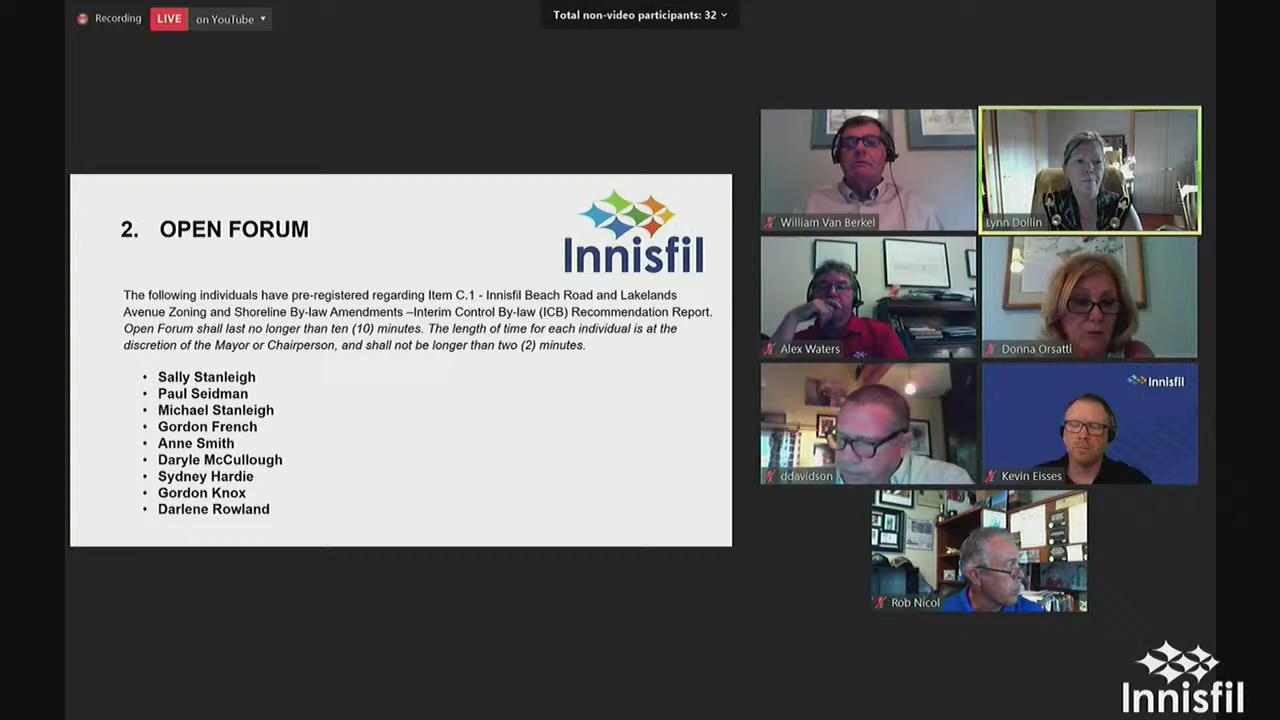 Recording
LIVE on YouTube
Total non-video participants: 32
2. OPEN FORUM
Innisfil
The following individuals have pre-registered regarding Item C.1 - Innisfil Beach Road and Lakelands
Avenue Zoning and Shoreline By-law Amendments –Interim Control By-law (ICB) Recommendation Report.
Open Forum shall last no longer than ten (10) minutes. The length of time for each individual is at the
discretion of the Mayor or Chairperson, and shall not be longer than two (2) minutes.
• Sally Stanleigh
• Paul Seidman
• Michael Stanleigh
• Gordon French
• Anne Smith
• Daryle McCullough
• Sydney Hardie
• Gordon Knox
• Darlene Rowland
William Van Berkel
Lynn Dollin
Alex Waters
Donna Orsatti
ddavidson
Innisfil
Kevin Eisses
Rob Nicol
Innisfil